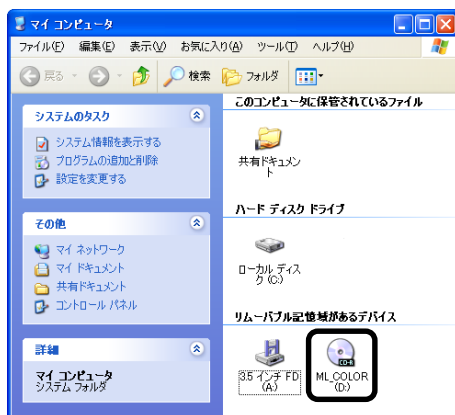 マイ コンピュータ
ファイル(F) 編集(E) 表示(V) お気に入り(A) ツール(T) ヘルプ(H)
戻る 検索 フォルダ
システムのタスク
システム情報を表示する
プログラムの追加と削除
設定を変更する
その他
マイ ネットワーク
マイ ドキュメント
共有ドキュメント
コントロール パネル
詳細
マイ コンピュータ
システム フォルダ
このコンピュータに保管されているファイル
共有ドキュメン
ト
ハード ディスク ドライブ
ローカル ディス
ク (C:)
リムーバブル記憶域があるデバイス
3.5 インチ FD
(A:)
CD-R
ML_COLOR
(D:)